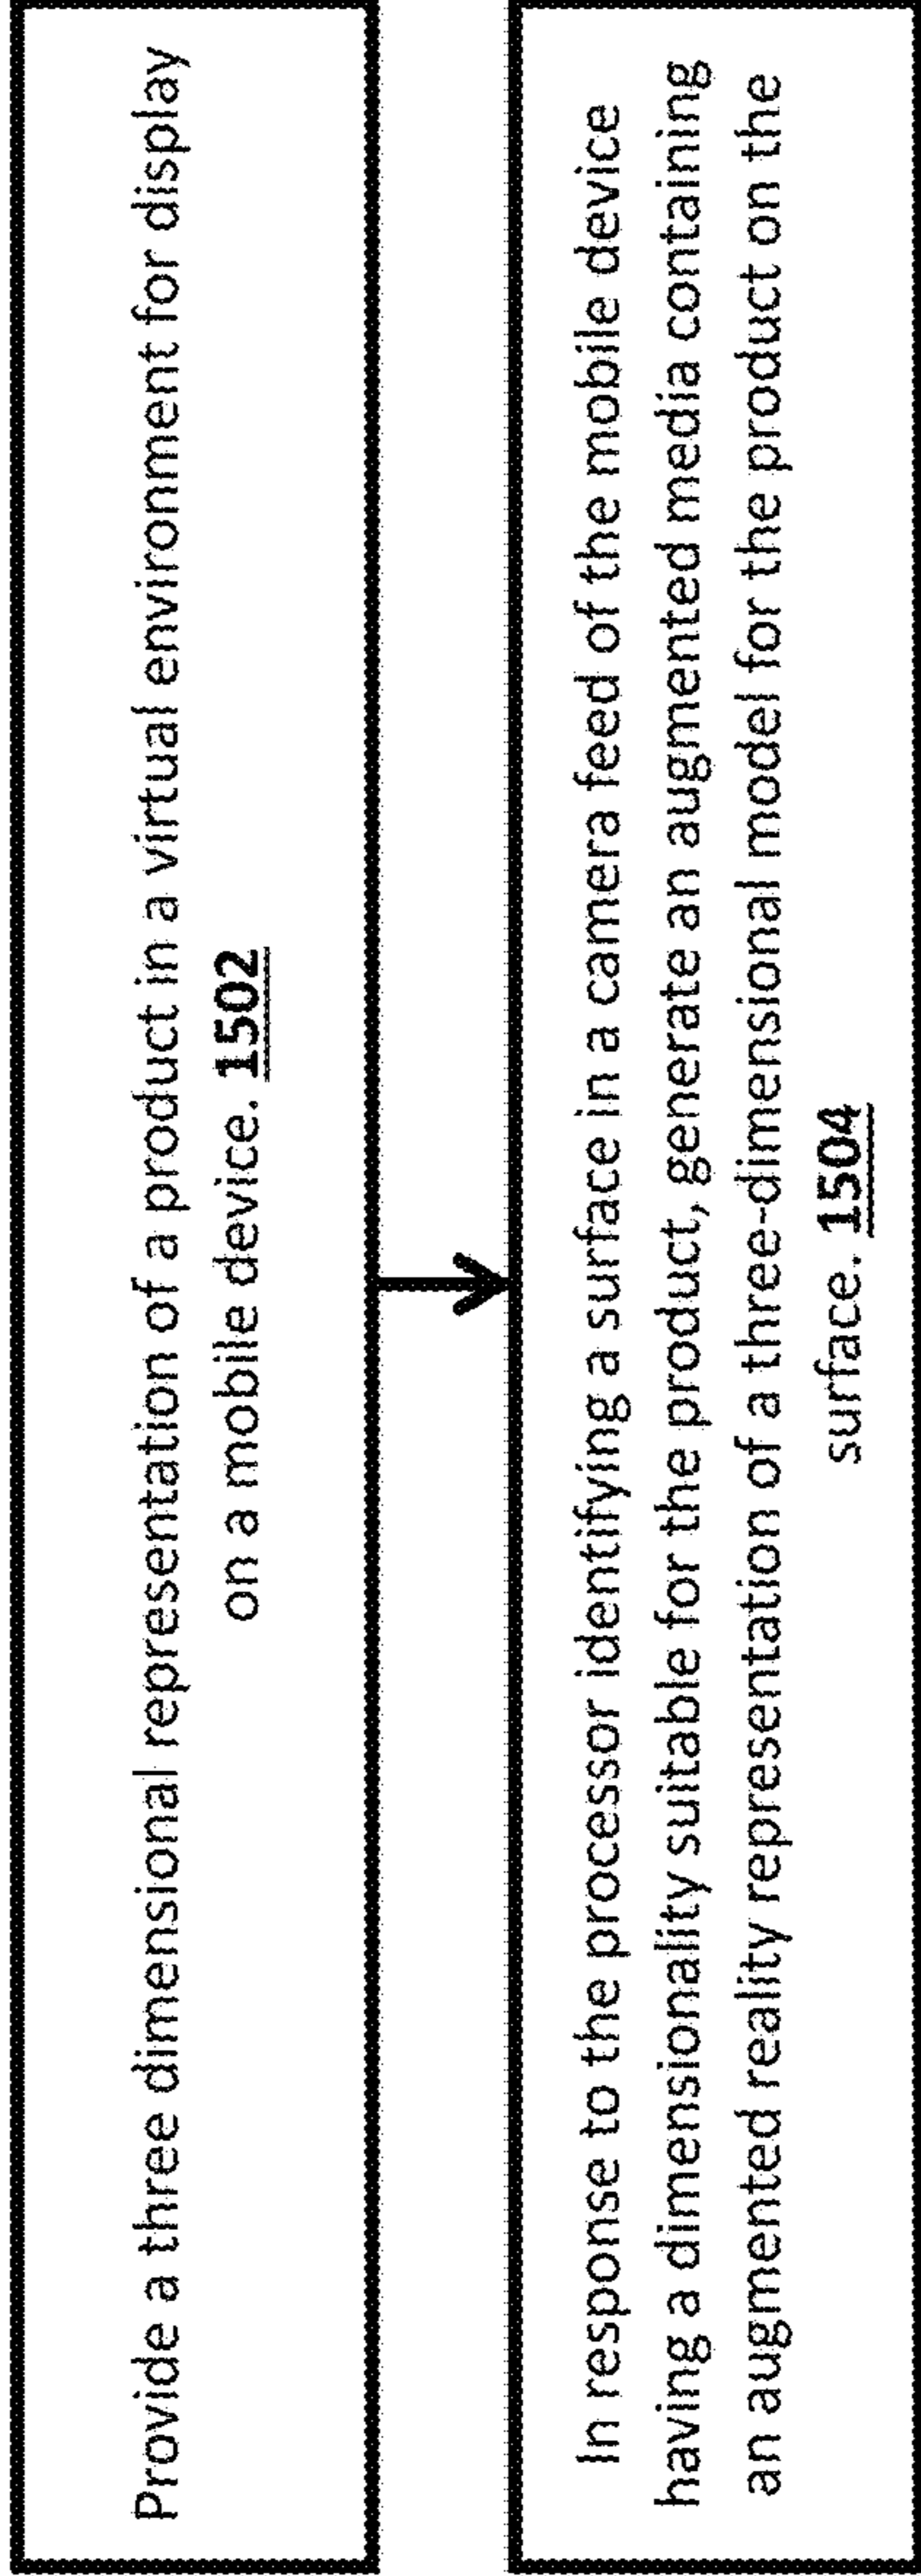 Provide a three dimensional representation of a product in a virtual environment for display
on a mobile device. 1502
In response to the processor identifying a surface in a camera feed of the mobile device
having a dimensionality suitable for the product, generate an augmented media containing
an augmented reality representation of a three-dimensional model for the product on the
surface. 1504